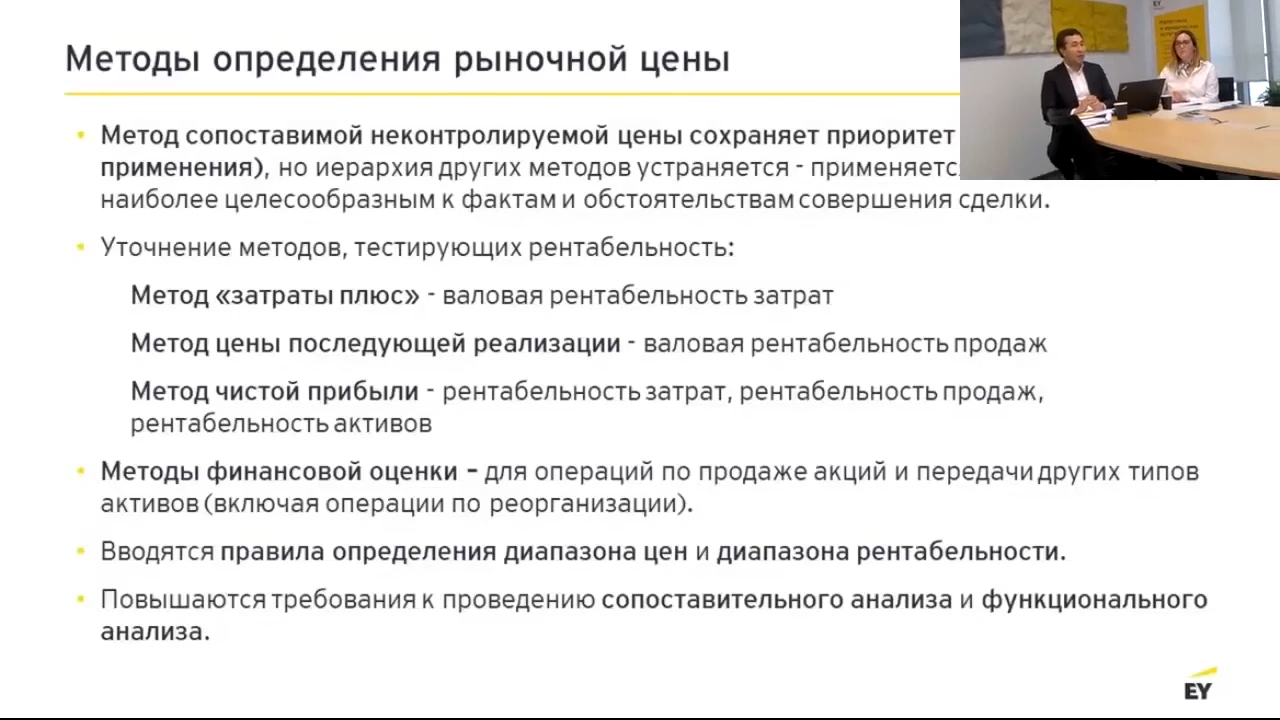 Методы определения рыночной цены
• Метод сопоставимой неконтролируемой цены сохраняет приоритет
применения), но иерархия других методов устраняется - применяется
наиболее целесообразным к фактам и обстоятельствам совершения сделки.
• Уточнение методов, тестирующих рентабельность:
Метод «затраты плюс» - валовая рентабельность затрат
Метод цены последующей реализации - валовая рентабельность продаж
Метод чистой прибыли - рентабельность затрат, рентабельность продаж,
рентабельность активов
• Методы финансовой оценки – для операций по продаже акций и передачи других типов
активов (включая операции по реорганизации).
• Вводятся правила определения диапазона цен и диапазона рентабельности.
• Повышаются требования к проведению сопоставительного анализа и функционального
анализа.
EY
EY